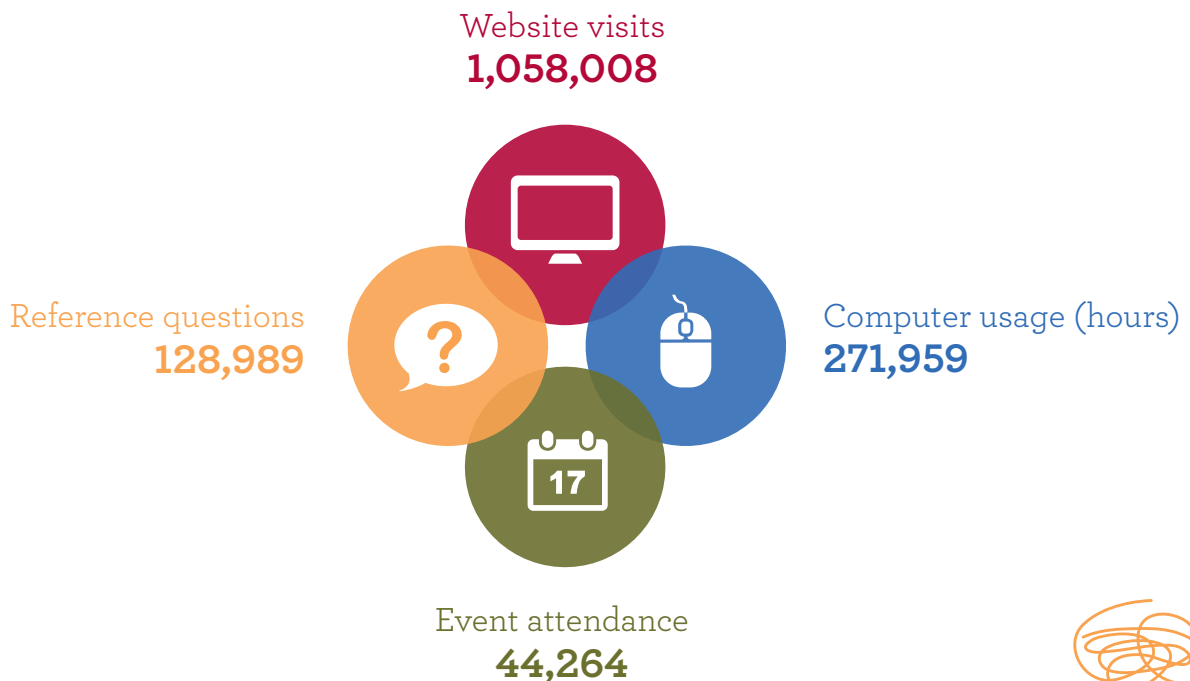 Website visits
1,058,008
Reference questions
128,989
?
Computer usage (hours)
271,959
17
Event attendance
44,264